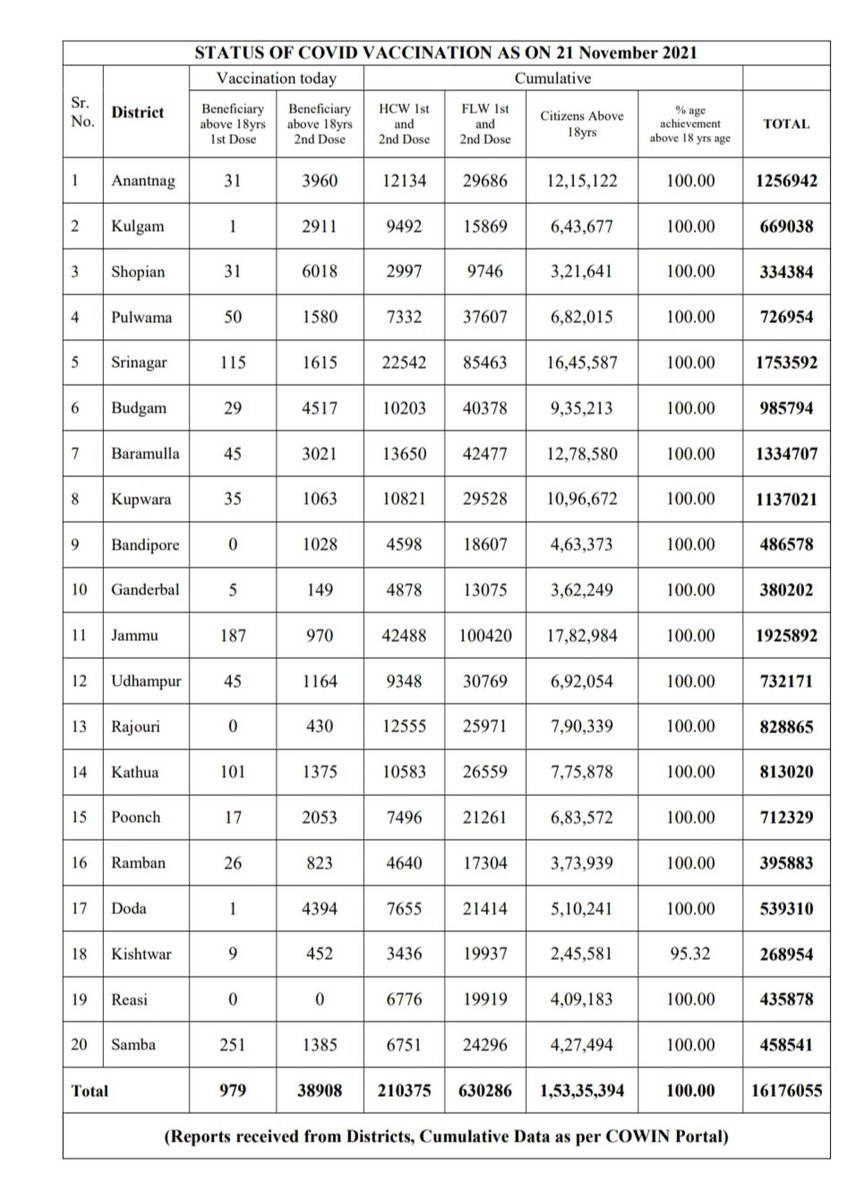 STATUS OF COVID VACCINATION AS ON 21 November 2021
Sr. No. District Vaccination today Cumulative
Beneficiary above 18yrs 1st Dose Beneficiary above 18yrs 2nd Dose HCW 1st and 2nd Dose FLW 1st and 2nd Dose Citizens Above 18yrs % age achievement above 18 yrs age TOTAL
1 Anantnag 31 3960 12134 29686 12,15,122 100.00 1256942
2 Kulgam 1 2911 9492 15869 6,43,677 100.00 669038
3 Shopian 31 6018 2997 9746 3,21,641 100.00 334384
4 Pulwama 50 1580 7332 37607 6,82,015 100.00 726954
5 Srinagar 115 1615 22542 85463 16,45,587 100.00 1753592
6 Budgam 29 4517 10203 40378 9,35,213 100.00 985794
7 Baramulla 45 3021 13650 42477 12,78,580 100.00 1334707
8 Kupwara 35 1063 10821 29528 10,96,672 100.00 1137021
9 Bandipore 0 1028 4598 18607 4,63,373 100.00 486578
10 Ganderbal 5 149 4878 13075 3,62,249 100.00 380202
11 Jammu 187 970 42488 100420 17,82,984 100.00 1925892
12 Udhampur 45 1164 9348 30769 6,92,054 100.00 732171
13 Rajouri 0 430 12555 25971 7,90,339 100.00 828865
14 Kathua 101 1375 10583 26559 7,75,878 100.00 813020
15 Poonch 17 2053 7496 21261 6,83,572 100.00 712329
16 Ramban 26 823 4640 17304 3,73,939 100.00 395883
17 Doda 1 4394 7655 21414 5,10,241 100.00 539310
18 Kishtwar 9 452 3436 19937 2,45,581 95.32 268954
19 Reasi 0 0 6776 19919 4,09,183 100.00 435878
20 Samba 251 1385 6751 24296 4,27,494 100.00 458541
Total 979 38908 210375 630286 1,53,35,394 100.00 16176055
(Reports received from Districts, Cumulative Data as per COWIN Portal)